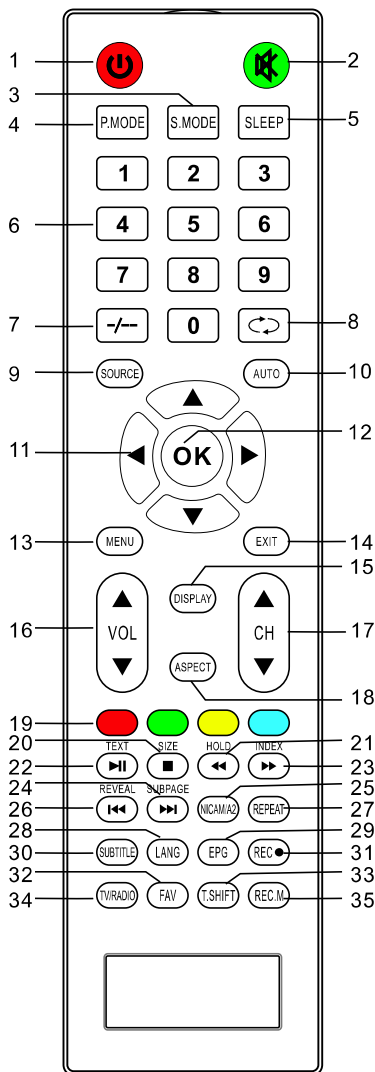 1 2
3
4 P.MODE S.MODE SLEEP 5
1 2 3
6 4 5 6
7 8 9
7 -/-- 0 8
9 SOURCE AUTO 10
11 OK 12
13 MENU EXIT 14
DISPLAY 15
16 VOL CH 17
ASPECT 18
19
20 TEXT SIZE HOLD INDEX 21
22 23
24 REVEAL SUBPAGE 25
26 NICAM/A2 REPEAT 27
28 29
30 SUBTITLE LANG EPG REC 31
32 33
34 TV/RADIO FAV T.SHIFT REC.M 35